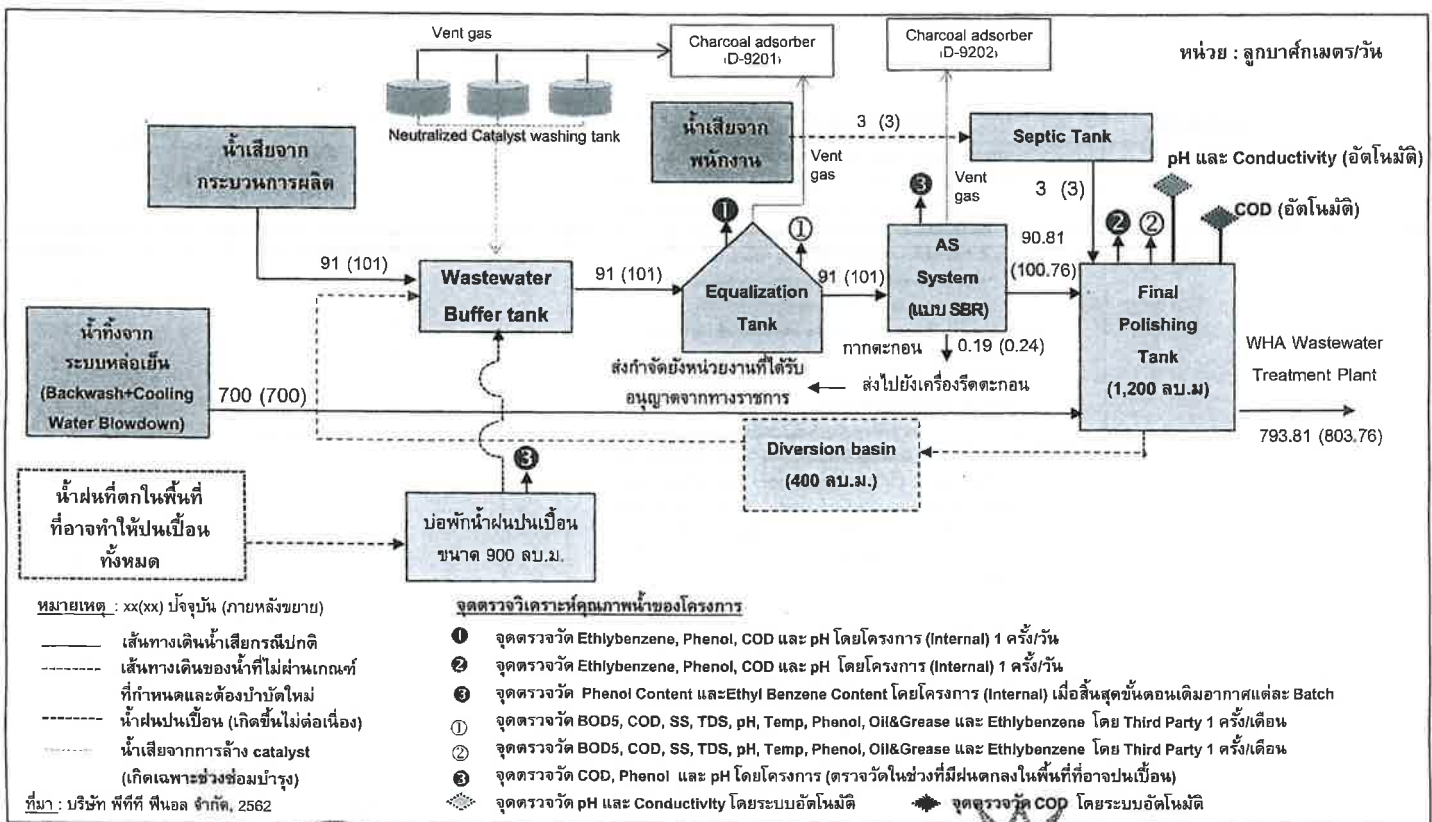 Vent gas
Charcoal adsorber
(D-9201)
Charcoal adsorber
(D-9202)
หน่วย : ลูกบาศ์กเมตร/วัน
Neutralized Catalyst washing tank
น้ำเสียจาก
กระบวนการผลิต
น้ำเสียจาก
พนักงาน
3 (3)
Septic Tank
pH และ Conductivity (อัตโนมัติ)
Vent
gas
❸
Vent
gas
3 (3)
COD (อัตโนมัติ)
❶
①
❷
②
91 (101)
Wastewater
Buffer tank
91 (101)
Equalization
Tank
91 (101)
AS
System
(แบบ SBR)
90.81
(100.76)
Final
Polishing
Tank
(1,200 ลบ.ม)
น้ำทิ้งจาก
ระบบหล่อเย็น
(Backwash+Cooling
Water Blowdown)
700 (700)
กากตะกอน
0.19 (0.24)
ส่งกำจัดยังหน่วยงานที่ได้รับ
อนุญาตจากทางราชการ
ส่งไปยังเครื่องรีดตะกอน
WHA Wastewater
Treatment Plant
793.81 (803.76)
Diversion basin
(400 ลบ.ม.)
❸
น้ำฝนที่ตกในพื้นที่
ที่อาจทำให้ปนเปื้อน
ทั้งหมด
บ่อพักน้ำฝนปนเปื้อน
ขนาด 900 ลบ.ม.
หมายเหตุ : xx(xx) ปัจจุบัน (ภายหลังขยาย)
เส้นทางเดินน้ำเสียกรณีปกติ
เส้นทางเดินของน้ำที่ไม่ผ่านเกณฑ์
ที่กำหนดและต้องบำบัดใหม่
น้ำฝนปนเปื้อน (เกิดขึ้นไม่ต่อเนื่อง)
น้ำเสียจากการล้าง catalyst
(เกิดเฉพาะช่วงซ่อมบำรุง)
ที่มา : บริษัท พีทีที ฟีนอล จำกัด, 2562
จุดตรวจวิเคราะห์คุณภาพน้ำของโครงการ
❶ จุดตรวจวัด Ethlybenzene, Phenol, COD และ pH โดยโครงการ (Internal) 1 ครั้ง/วัน
❷ จุดตรวจวัด Ethlybenzene, Phenol, COD และ pH โดยโครงการ (Internal) 1 ครั้ง/วัน
❸ จุดตรวจวัด Phenol Content และEthyl Benzene Content โดยโครงการ (Internal) เมื่อสิ้นสุดขั้นตอนเติมอากาศแต่ละ Batch
① จุดตรวจวัด BOD5, COD, SS, TDS, pH, Temp, Phenol, Oil&Grease และ Ethlybenzene โดย Third Party 1 ครั้ง/เดือน
② จุดตรวจวัด BOD5, COD, SS, TDS, pH, Temp, Phenol, Oil&Grease และ Ethlybenzene โดย Third Party 1 ครั้ง/เดือน
❸ จุดตรวจวัด COD, Phenol และ pH โดยโครงการ (ตรวจวัดในช่วงที่มีฝนตกลงในพื้นที่ที่อาจปนเปื้อน)
จุดตรวจวัด pH และ Conductivity โดยระบบอัตโนมัติ
จุดตรวจวัด COD โดยระบบอัตโนมัติ